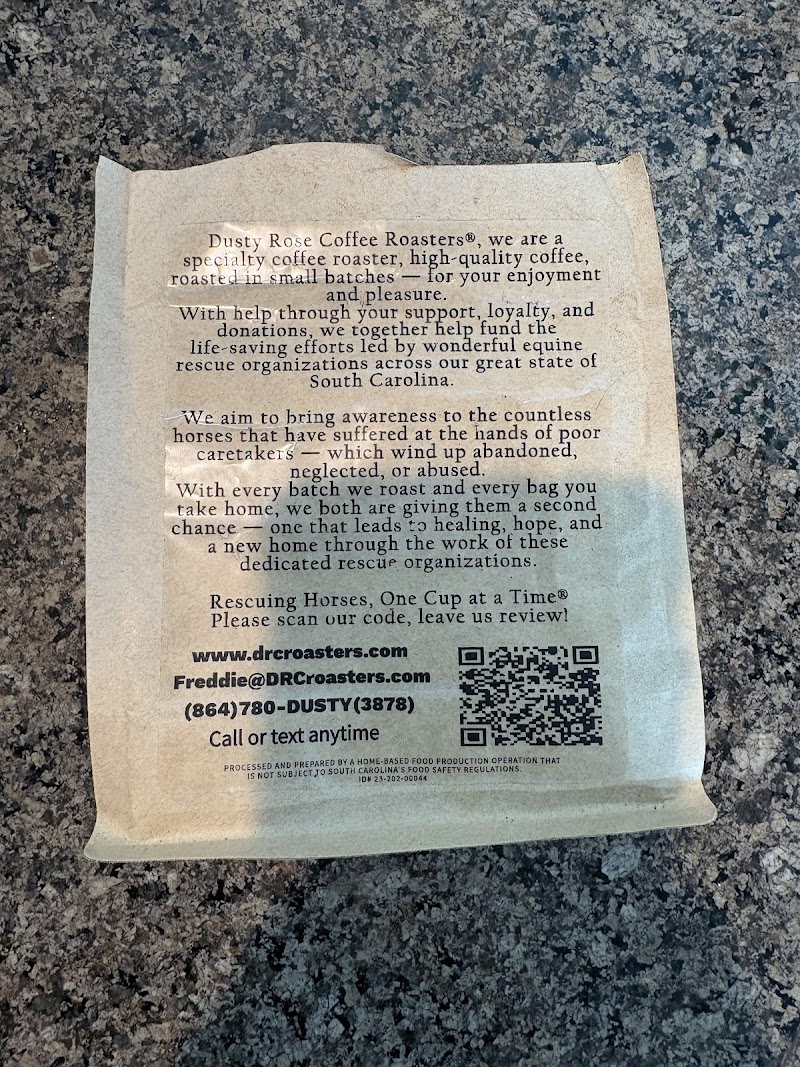 Dusty Rose Coffee Roasters®, we are a
specialty coffee roaster, high-quality coffee,
roasted in small batches — for your enjoyment
and pleasure.
With help through your support, loyalty, and
donations, we together help fund the
life-saving efforts led by wonderful equine
rescue organizations across our great state of
South Carolina.
We aim to bring awareness to the countless
horses that have suffered at the hands of poor
caretakers — which wind up abandoned,
neglected, or abused.
With every batch we roast and every bag you
take home, we both are giving them a second
chance — one that leads to healing, hope, and
a new home through the work of these
dedicated rescue organizations.
Rescuing Horses, One Cup at a Time®
Please scan our code, leave us review!
www.drcroasters.com
Freddie@DRCroasters.com
(864)780-DUSTY(3878)
Call or text anytime
PROCESSED AND PREPARED BY A HOME-BASED FOOD PRODUCTION OPERATION THAT
IS NOT SUBJECT TO SOUTH CAROLINA'S FOOD SAFETY REGULATIONS.
ID# 23-202-00044